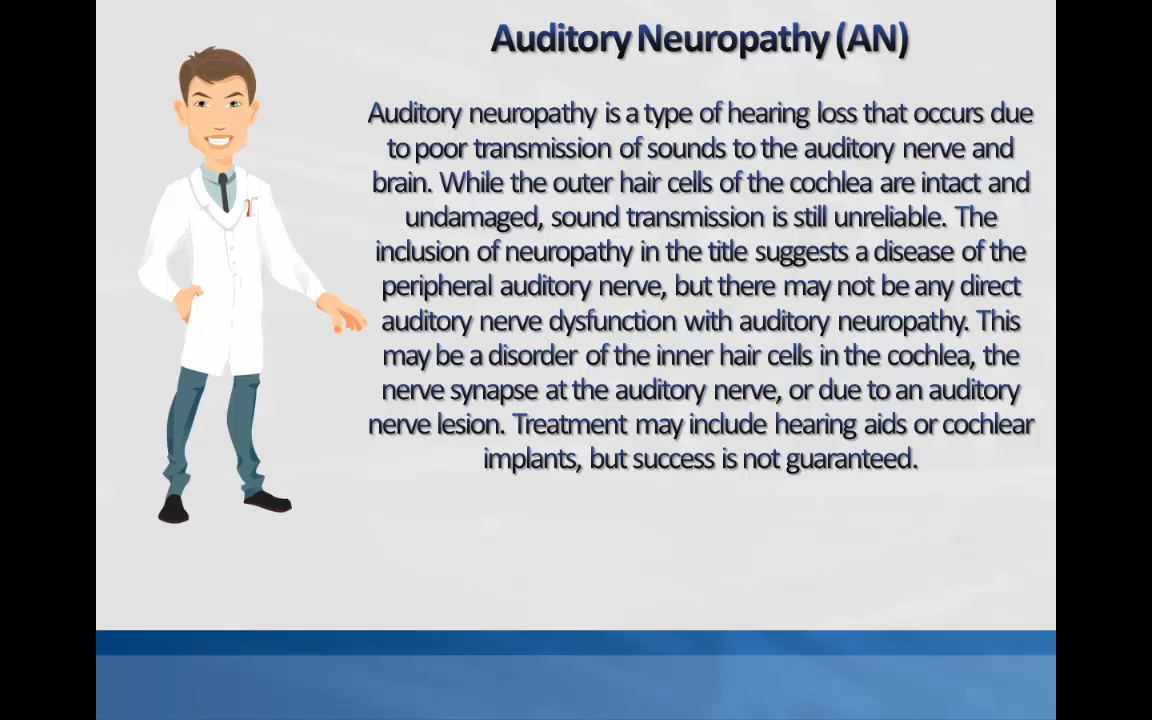 Auditory Neuropathy (AN)
Auditory neuropathy is a type of hearing loss that occurs due
to poor transmission of sounds to the auditory nerve and
brain. While the outer hair cells of the cochlea are intact and
undamaged, sound transmission is still unreliable. The
inclusion of neuropathy in the title suggests a disease of the
peripheral auditory nerve, but there may not be any direct
auditory nerve dysfunction with auditory neuropathy. This
may be a disorder of the inner hair cells in the cochlea, the
nerve synapse at the auditory nerve, or due to an auditory
nerve lesion. Treatment may include hearing aids or cochlear
implants, but success is not guaranteed.